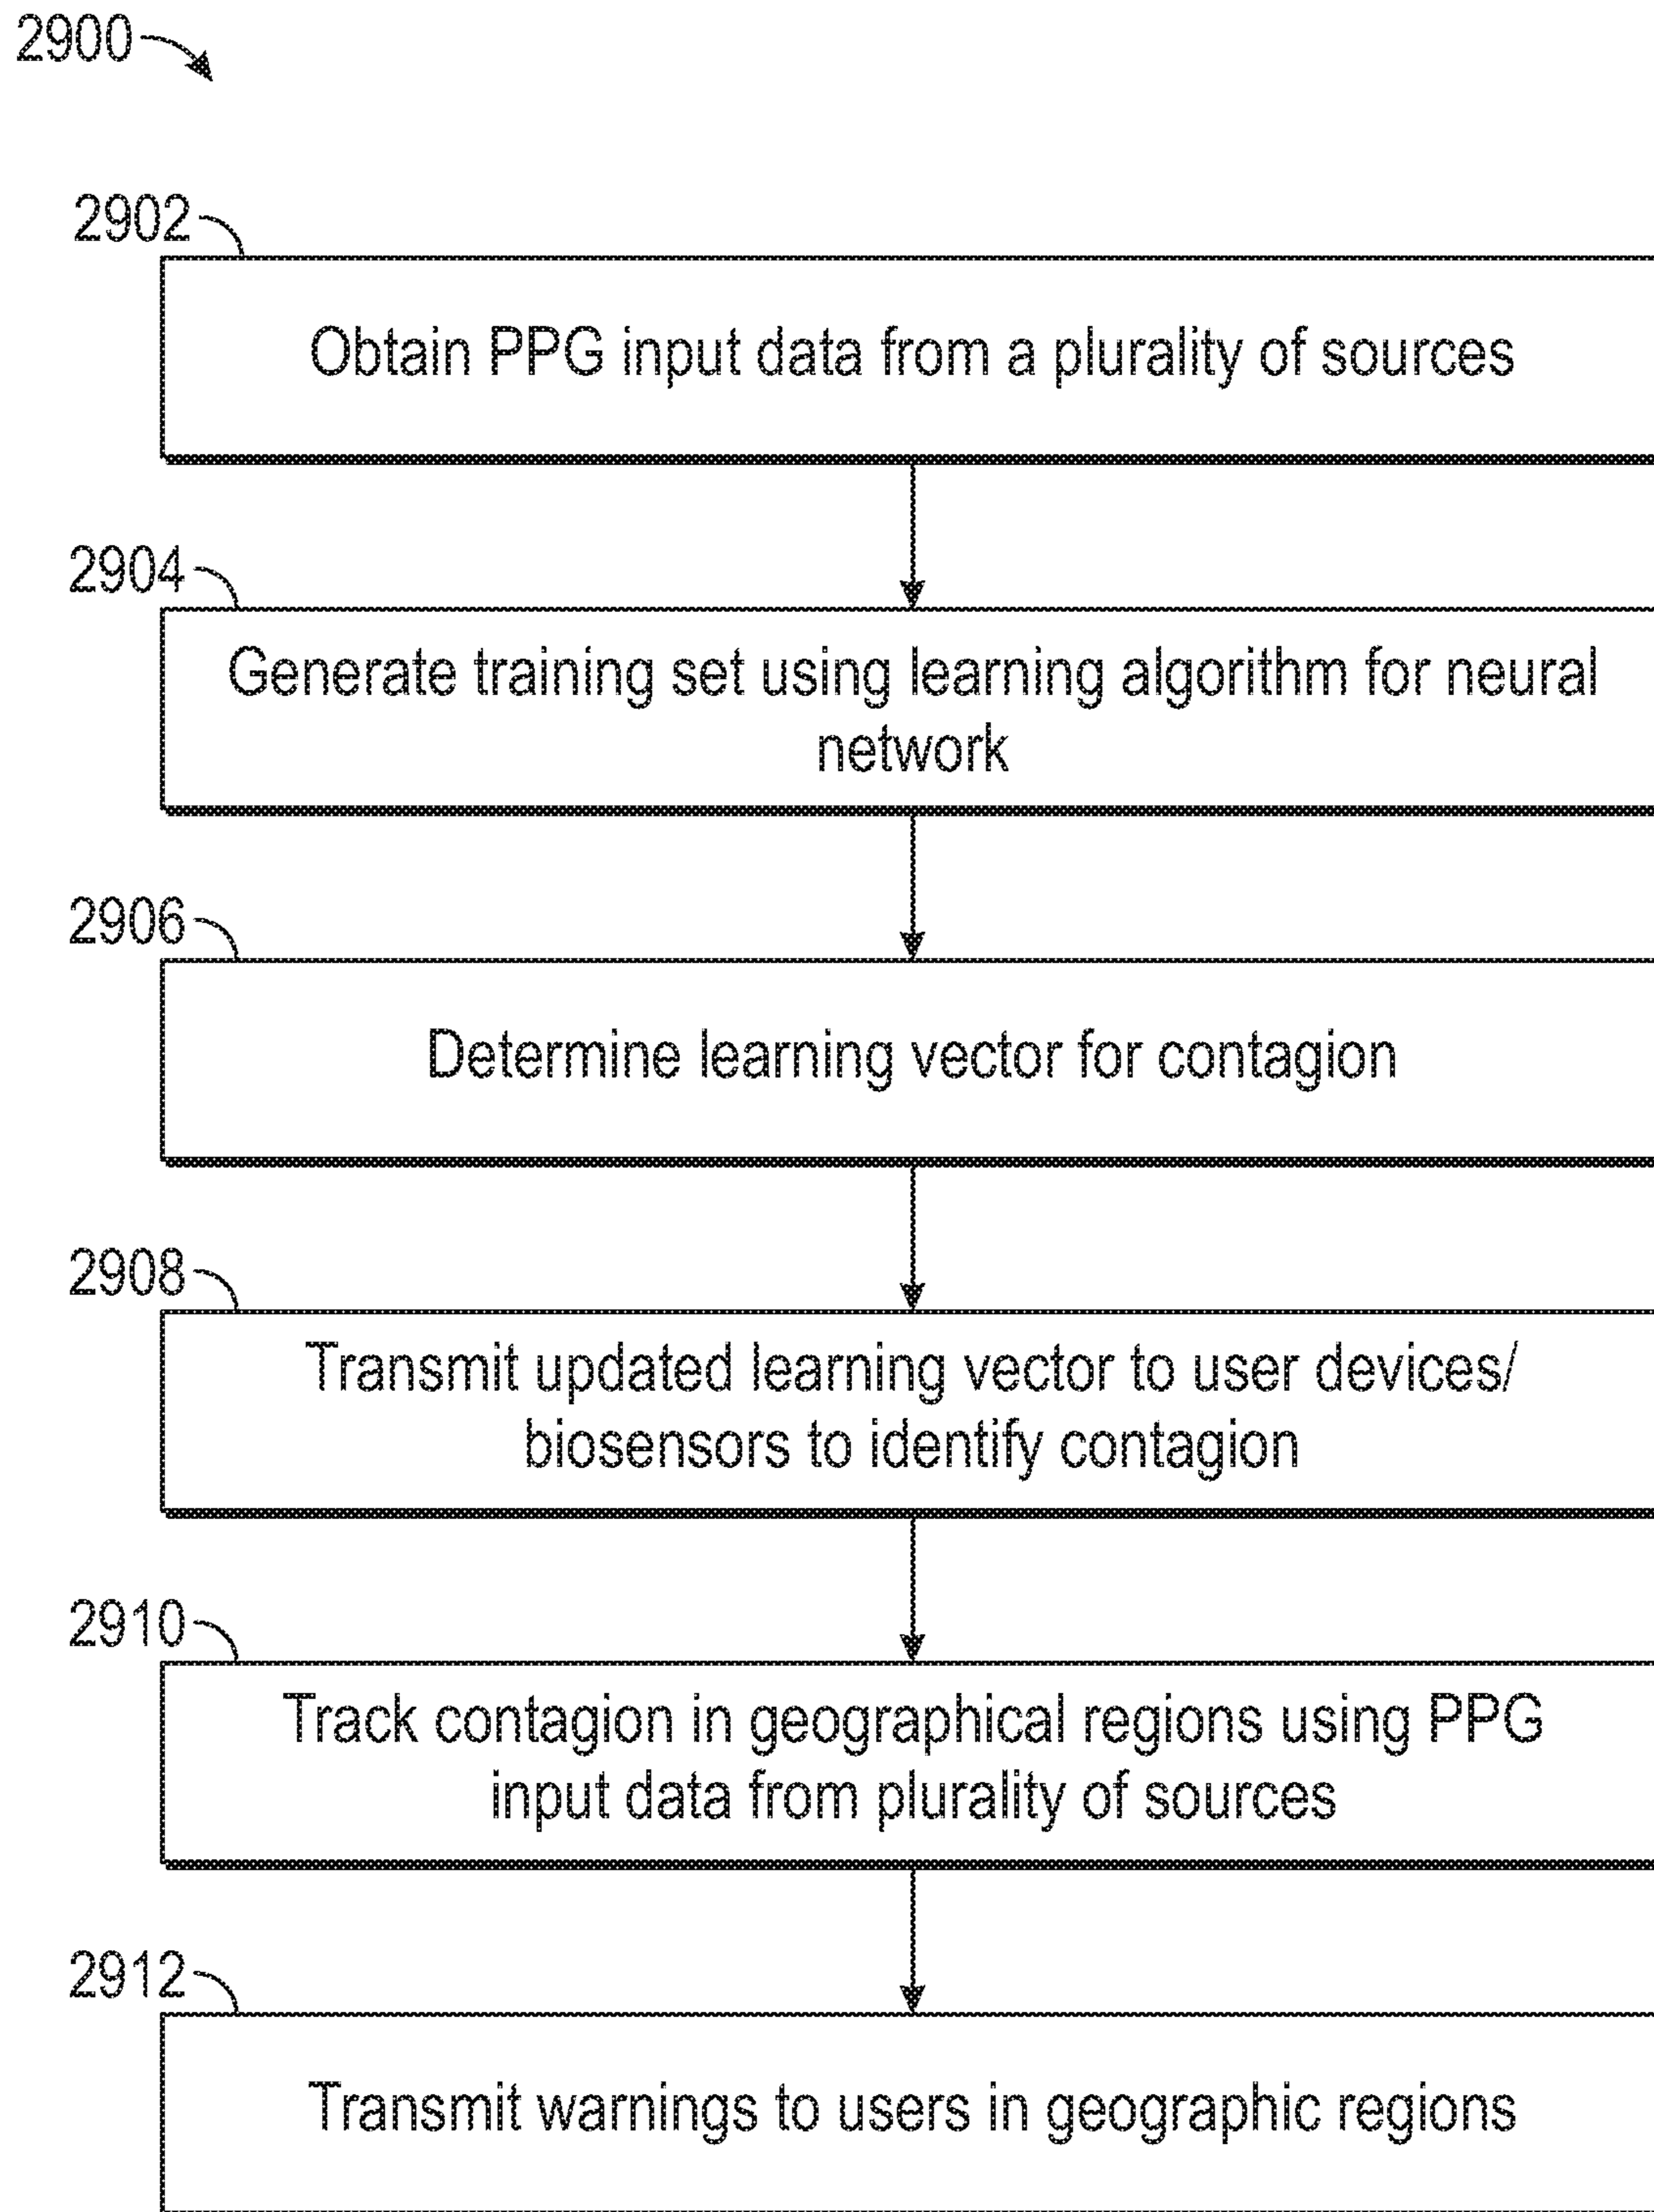 2900
2902
Obtain PPG input data from a plurality of sources
2904
Generate training set using learning algorithm for neural
network
2906
Determine learning vector for contagion
2908
Transmit updated learning vector to user devices/
biosensors to identify contagion
2910
Track contagion in geographical regions using PPG
input data from plurality of sources
2912
Transmit warnings to users in geographic regions